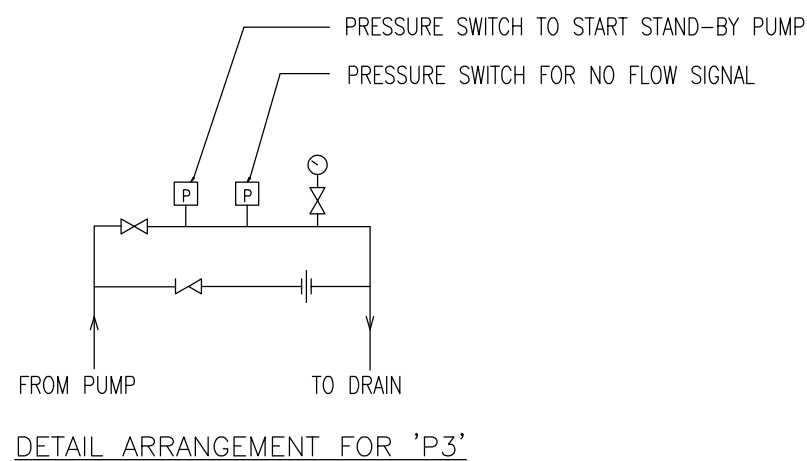 PRESSURE SWITCH TO START STAND-BY PUMP
PRESSURE SWITCH FOR NO FLOW SIGNAL
P P
FROM PUMP TO DRAIN
DETAIL ARRANGEMENT FOR 'P3'